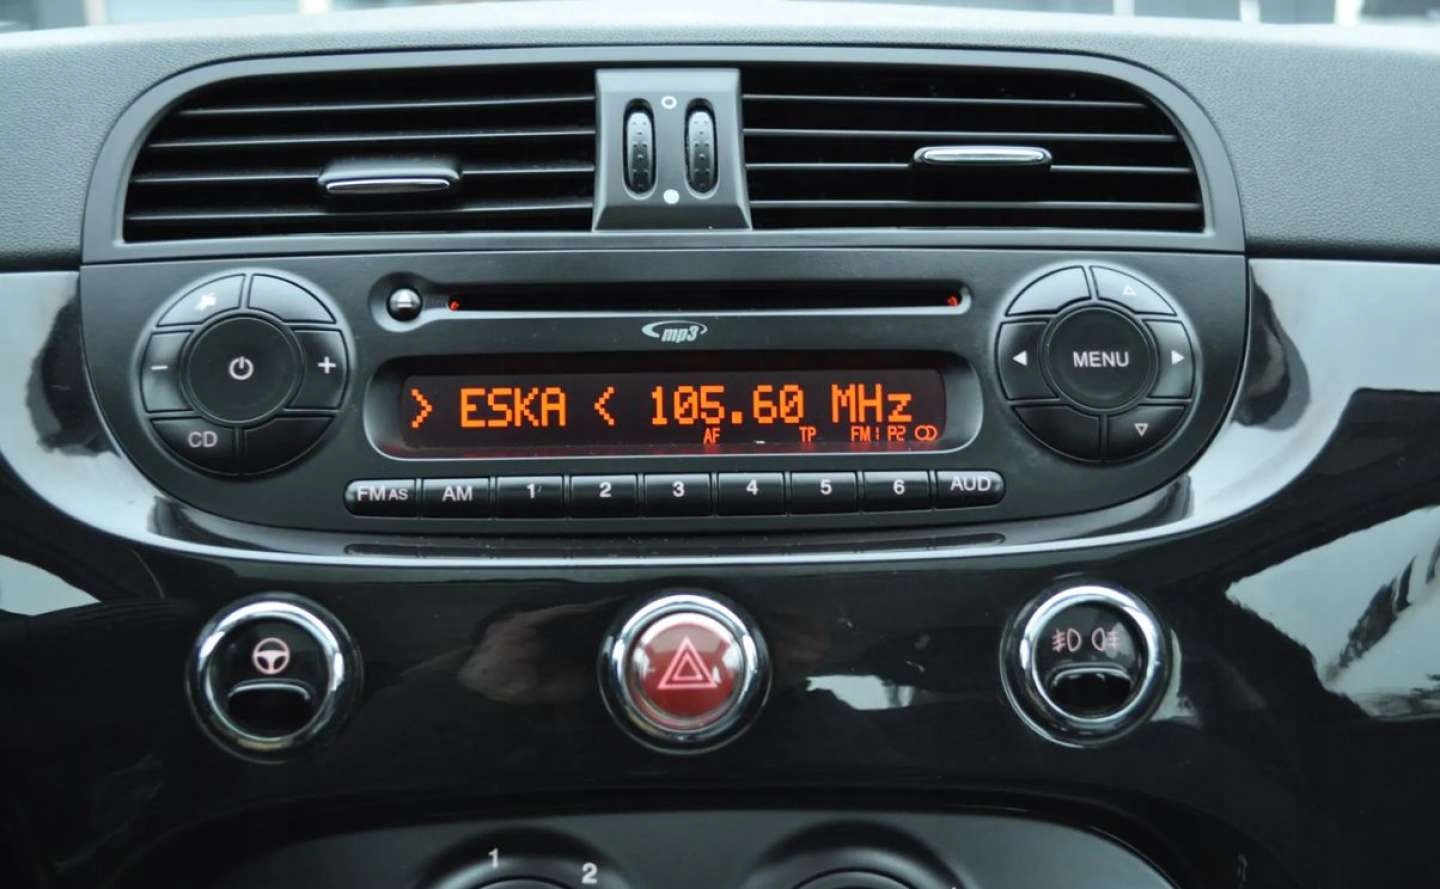 mp3
MENU
> ESKA < 105.60 MHz
AF TP FM1 P2
CD
FM AS AM 1 2 3 4 5 6 AUD
1 2